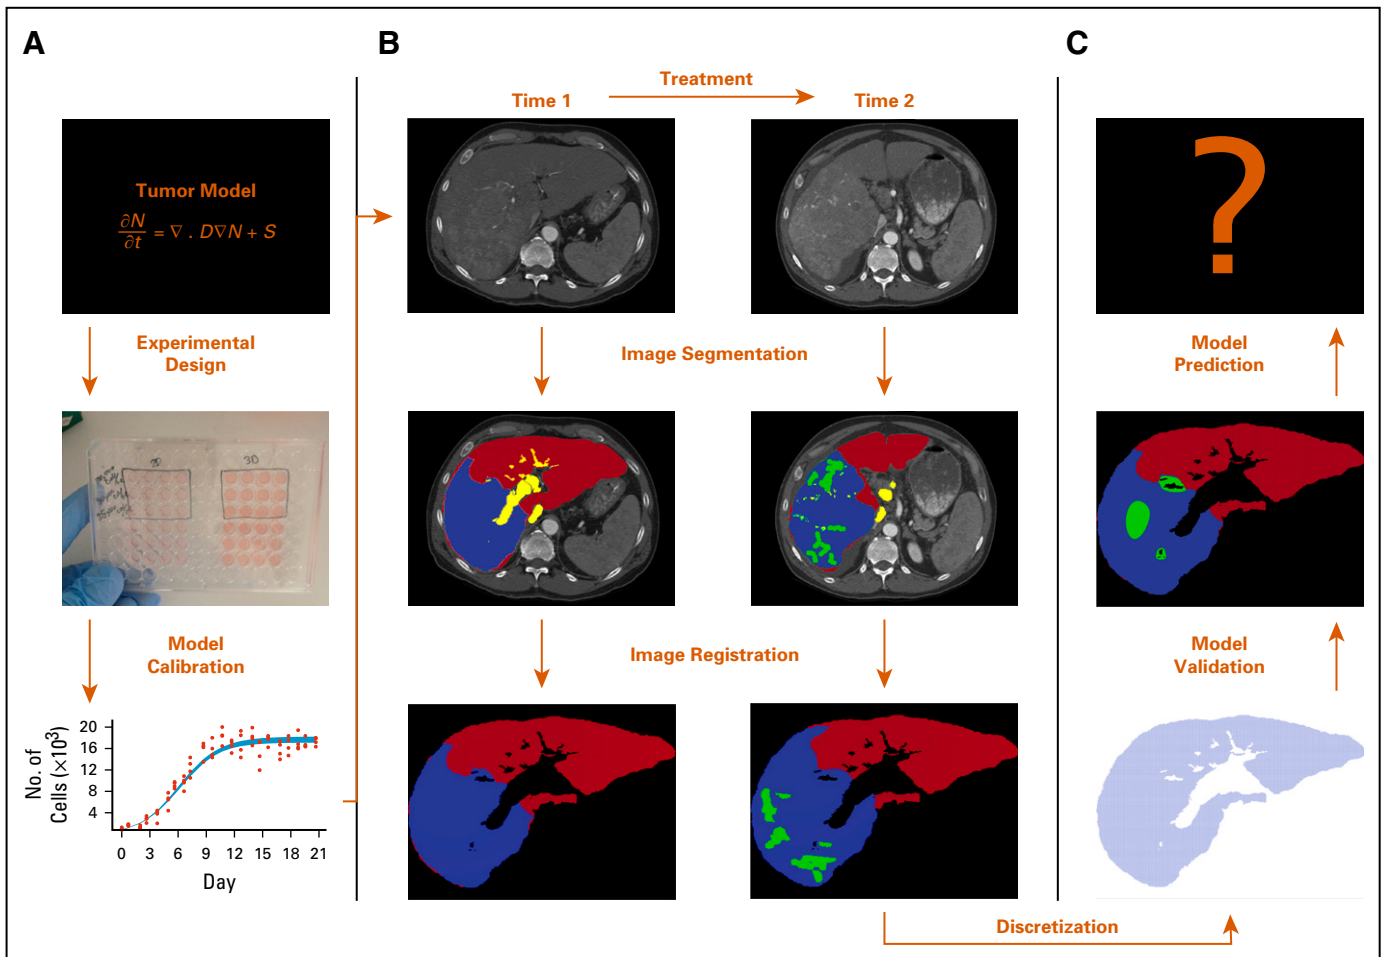 A
B
C
Treatment
Time 1
Time 2
Tumor Model
∂N/∂t = ∇ . D∇N + S
?
Experimental
Design
Image Segmentation
Model
Prediction
2D
3D
Model
Calibration
Image Registration
Model
Validation
No. of
Cells (×10³)
20
16
12
8
4
0 3 6 9 12 15 18 21
Day
Discretization